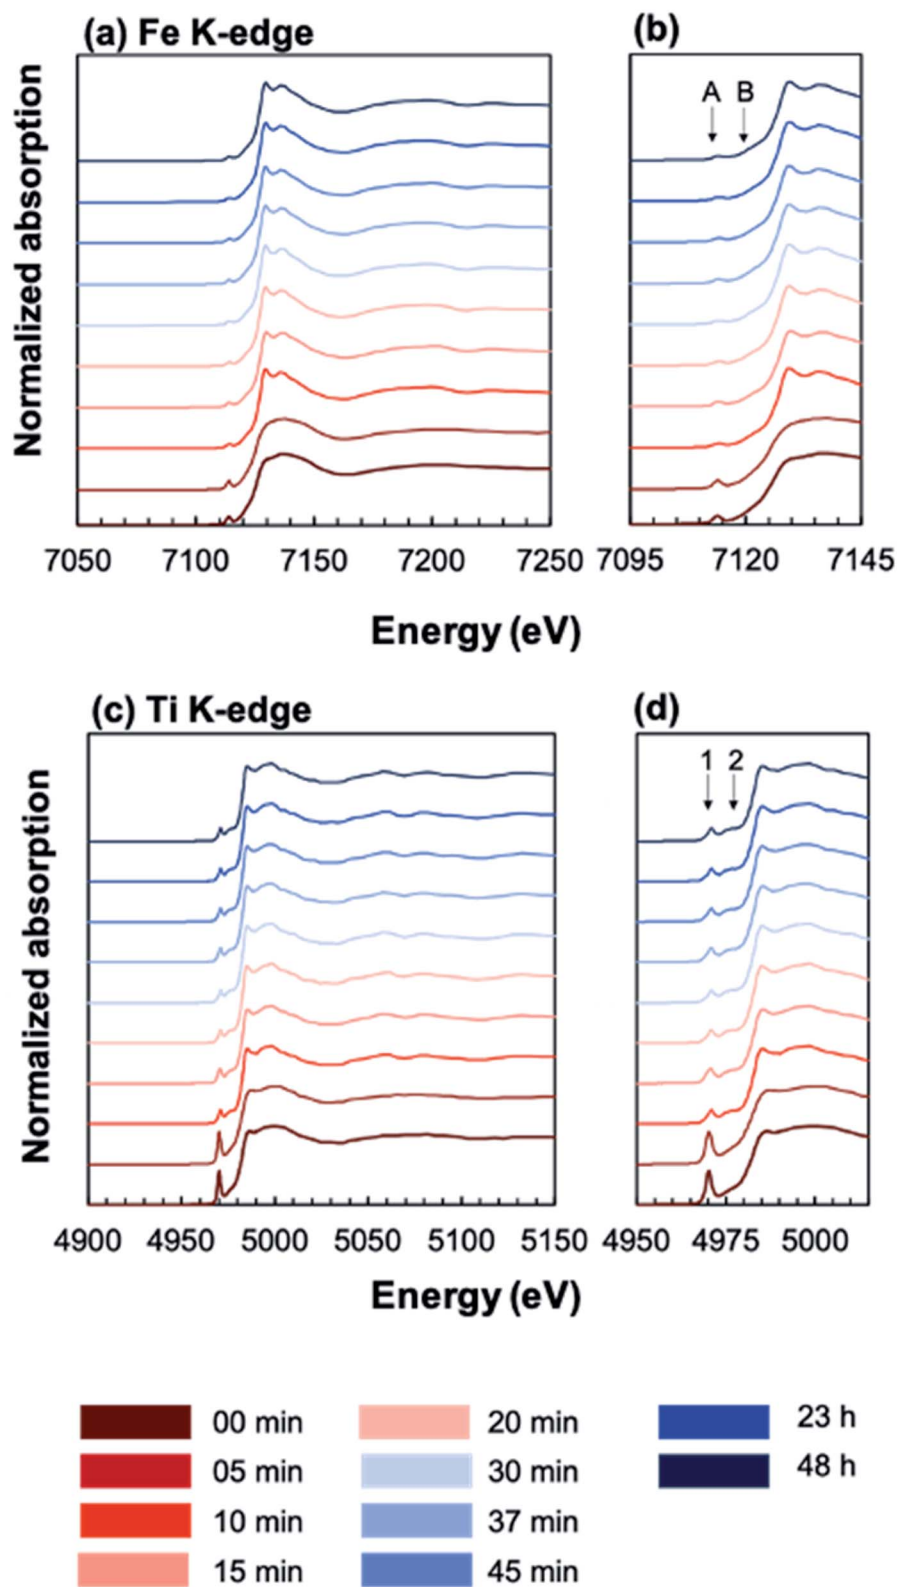 (a) Fe K-edge
(b)
Normalized absorption
A B
7050 7100 7150 7200 7250 7095 7120 7145
Energy (eV)
(c) Ti K-edge
(d)
Normalized absorption
1 2
4900 4950 5000 5050 5100 5150 4950 4975 5000
Energy (eV)
00 min 20 min 23 h
05 min 30 min 48 h
10 min 37 min
15 min 45 min